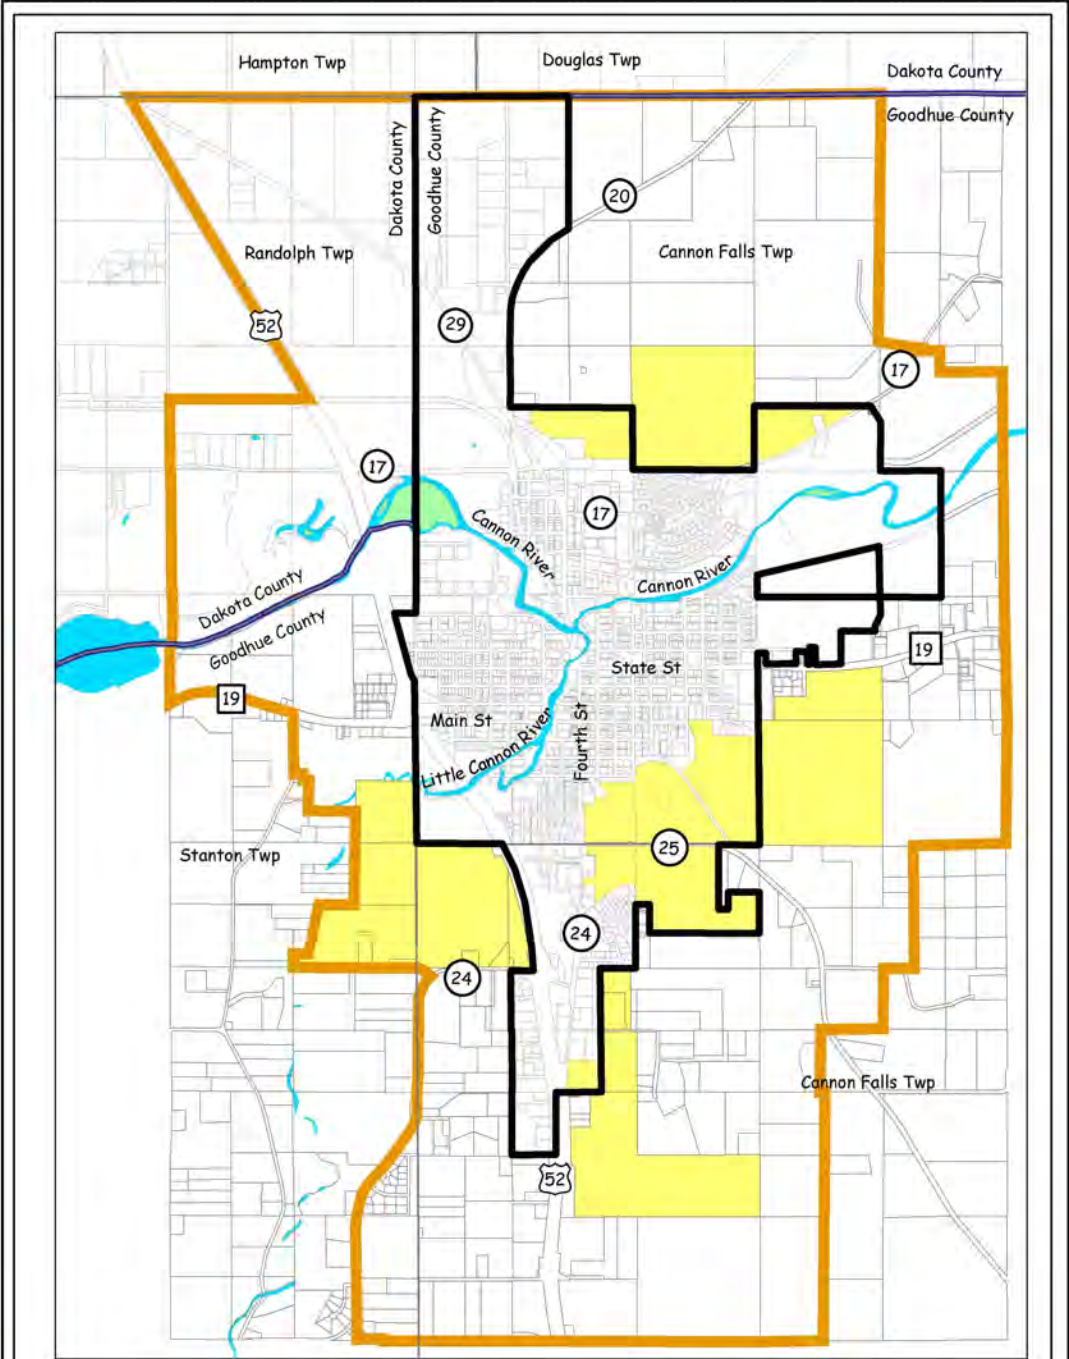 Hampton Twp
Douglas Twp
Dakota County
Goodhue County
Dakota County
Goodhue County
20
Randolph Twp
Cannon Falls Twp
52
29
17
17
17
Cannon River
Cannon River
Dakota County
Goodhue County
19
State St
19
Main St
Fourth St
Little Cannon River
Stanton Twp
25
24
24
Cannon Falls Twp
52